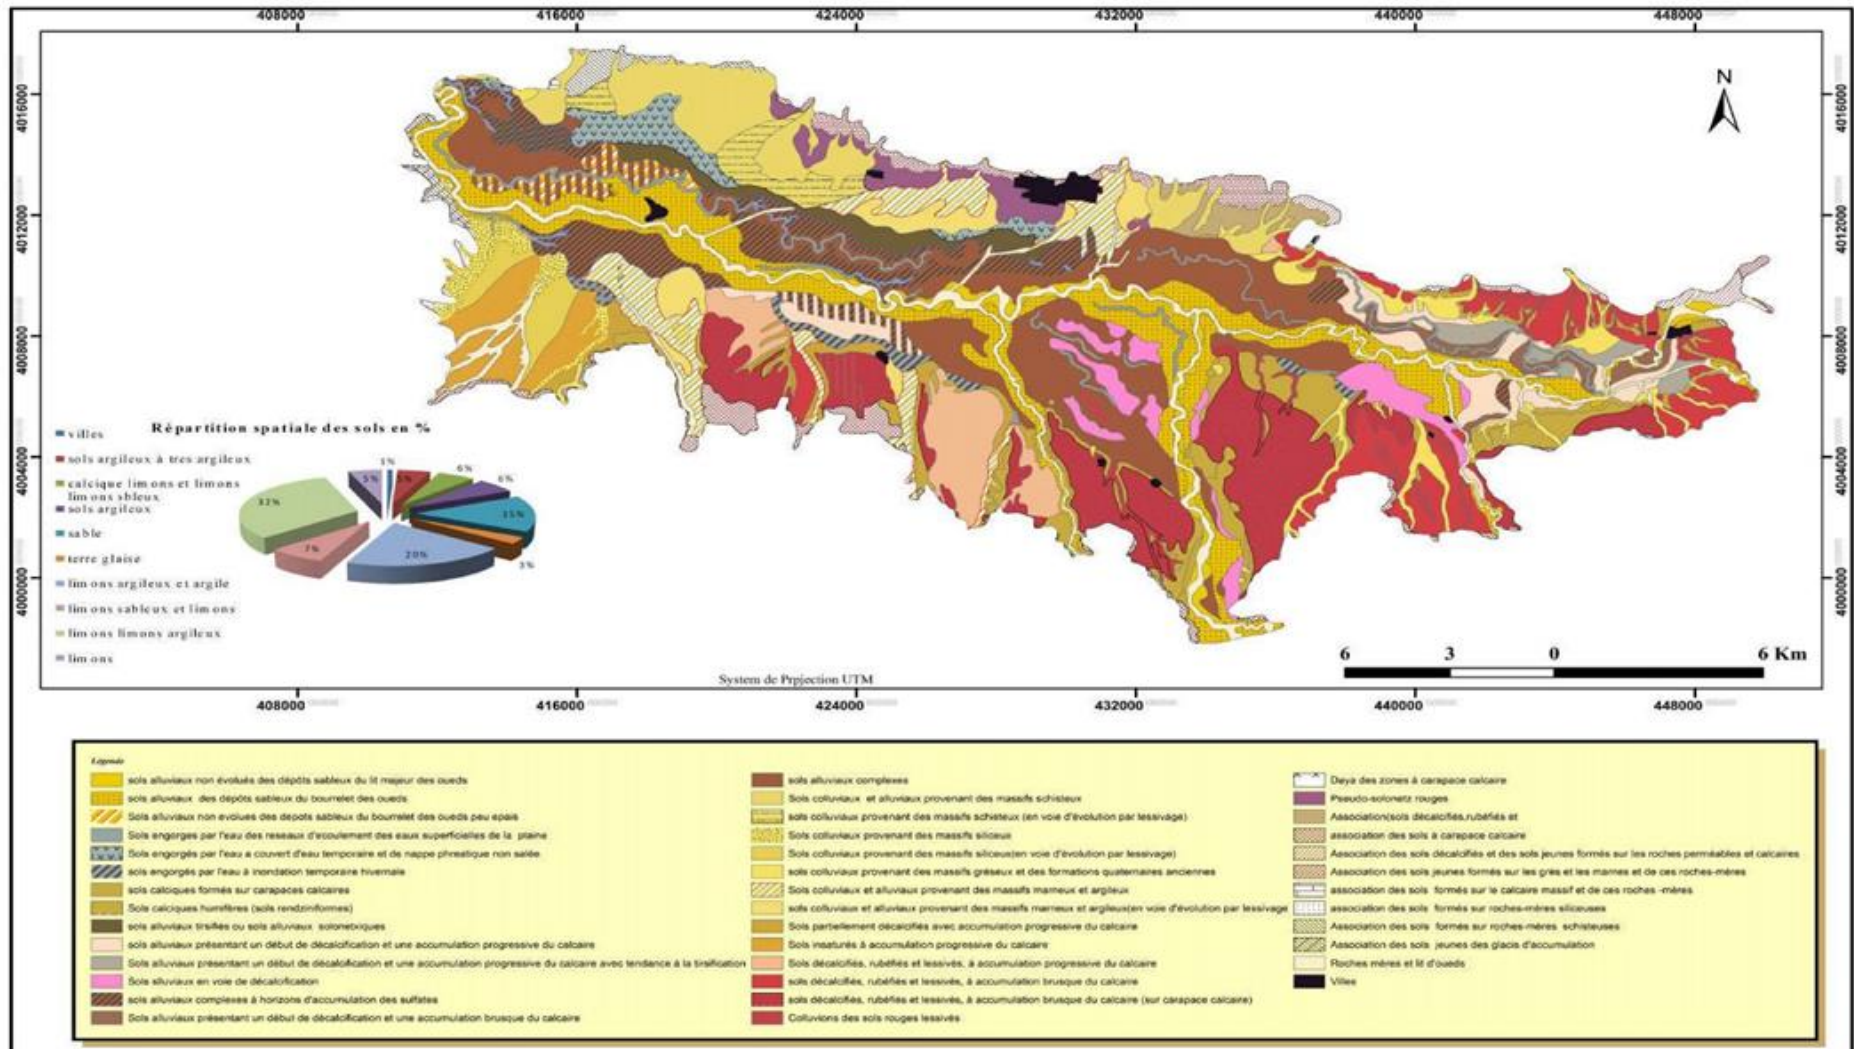 408000 416000 424000 432000 440000 448000
4016000 4016000
N
4012000 4012000
4008000 4008000
4004000 4004000
4000000 4000000
Répartition spatiale des sols en %
villes
sols argileux à tres argileux
calcique limons et limons
limons sbleux
sols argileux
sable
terre glaise
limons argileux et argile
limons sableux et limons
limons limons argileux
limons
1%
5%
6%
6%
15%
3%
20%
7%
32%
5%
6 3 0 6 Km
System de Prpjection UTM
408000 416000 424000 432000 440000 448000
Légende
sols alluviaux non évolués des dépôts sableux du lit majeur des oueds
sols alluviaux des dépôts sableux du bourrelet des oueds
Sols alluviaux non evolues des depots sableux du bourrelet des oueds peu epais
Sols engorges par l'eau des reseaux d'ecoulement des eaux superficielles de la plaine
Sols engorgés par l'eau a couvert d'eau temporaire et de nappe phreatique non salée
sols engorgés par l'eau à inondation temporaire hivernale
sols calciques formés sur carapaces calcaires
Sols calciques humifères (sols rendziniformes)
sols alluviaux tirsifiés ou sols alluviaux solonetxiques
sols alluviaux présentant un début de décalcification et une accumulation progressive du calcaire
Sols alluviaux présentant un début de décalcification et une accumulation progressive du calcaire avec tendance à la tirsification
Sols alluviaux en voie de décalcofication
sols alluviaux complexes à horizons d'accumulation des sulfates
Sols alluviaux présentant un début de décalcification et une accumulation brusque du calcaire
sols alluviaux complexes
Sols colluviaux et alluviaux provenant des massifs schisteux
sols colluviaux provenant des massifs schisteux (en voie d'évolution par lessivage)
Sols colluviaux provenant des massifs siliceux
Sols colluviaux provenant des massifs siliceux(en voie d'évolution par lessivage)
sols colluviaux provenant des massifs gréseux et des formations quaternaires anciennes
Sols colluviaux et alluviaux provenant des massifs marneux et argileux
sols colluviaux et alluviaux provenant des massifs marneux et argileux(en voie d'évolution par lessivage
Sols partiellement décalcifiés avec accumulation progressive du calcaire
Sols insaturés à accumulation progressive du calcaire
Sols décalcifiés, rubéfiés et lessivés, à accumulation progressive du calcaire
sols décalcifiés, rubéfiés et lessivés, à accumulation brusque du calcaire
sols décalcifiés, rubéfiés et lessivés, à accumulation brusque du calcaire (sur carapace calcaire)
Colluvions des sols rouges lessivés
Daya des zones à carapace calcaire
Pseudo-solonetz rouges
Association(sols décalcifiés,rubéfiés et
association des sols a carapace calcaire
Association des sols décalcifiés et des sols jeunes formés sur les roches perméables et calcaires
Association des sols jeunes formés sur les grès et les marnes et de ces roches-mères
association des sols formés sur le calcaire massif et de ces roches -mères
association des sols formés sur roches-mères siliceuses
Association des sols formés sur roches-mères schisteuses
Association des sols jeunes des glacis d'accumulation
Roches mères et lit d'oueds
Villes